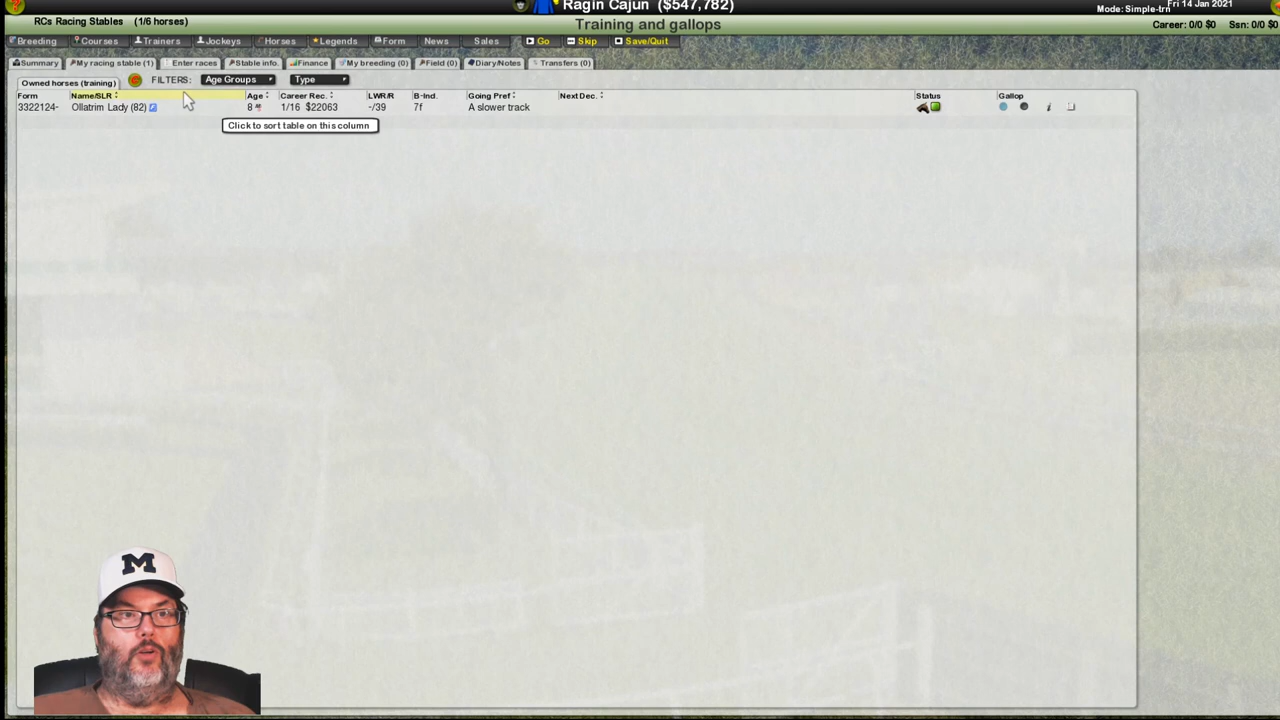 Ragin Cajun ($547,782)
Mode: Simple-trn
Fri 14 Jan 2021
RCs Racing Stables (1/6 horses)
Training and gallops
Career: 0/0 $0 Ssn: 0/0 $0
Breeding Courses Trainers Jockeys Horses Legends Form News Sales Go Skip Save/Quit
Summary My racing stable (1) Enter races Stable info. Finance My breeding (0) Field (0) Diary/Notes Transfers (0)
Owned horses (training) FILTERS: Age Groups Type
Form Name/SLR Age Career Rec. LWR/R B-Ind. Going Pref Next Dec. Status Gallop
3322124- Ollatrim Lady (82) 8 1/16 $22063 -/39 7f A slower track i
Click to sort table on this column
M